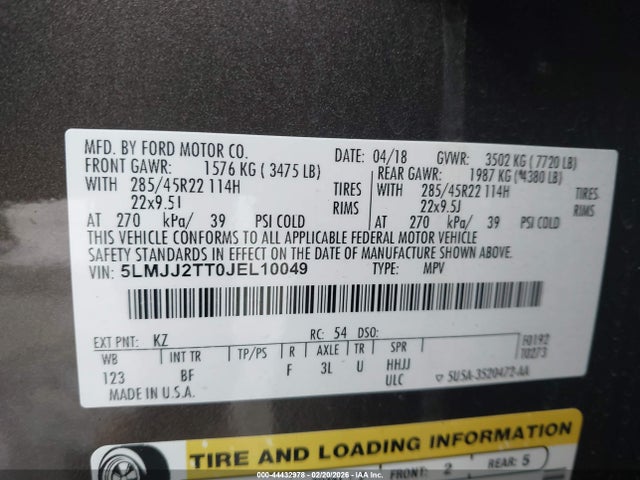 MFD. BY FORD MOTOR CO.
DATE: 04/18 GVWR: 3502 KG ( 7720 LB)
FRONT GAWR: 1576 KG ( 3475 LB) REAR GAWR: 1987 KG ( 4380 LB)
WITH 285/45R22 114H TIRES WITH 285/45R22 114H TIRES
22x9.5J RIMS 22x9.5J RIMS
AT 270 kPa/ 39 PSI COLD AT 270 kPa/ 39 PSI COLD
THIS VEHICLE CONFORMS TO ALL APPLICABLE FEDERAL MOTOR VEHICLE
SAFETY STANDARDS IN EFFECT ON THE DATE OF MANUFACTURE SHOWN ABOVE.
VIN: 5LMJJ2TT0JEL10049 TYPE: MPV
EXT PNT: KZ RC: 54 DSO: F0192
WB INT TR TP/PS R AXLE TR SPR T0273
123 BF F 3L U HHJJ
MADE IN U.S.A. ULC 5U5A-3520472-AA
TIRE AND LOADING INFORMATION
FRONT: 2 REAR: 5
000-44432978 - 02/20/2026 - IAA Inc.